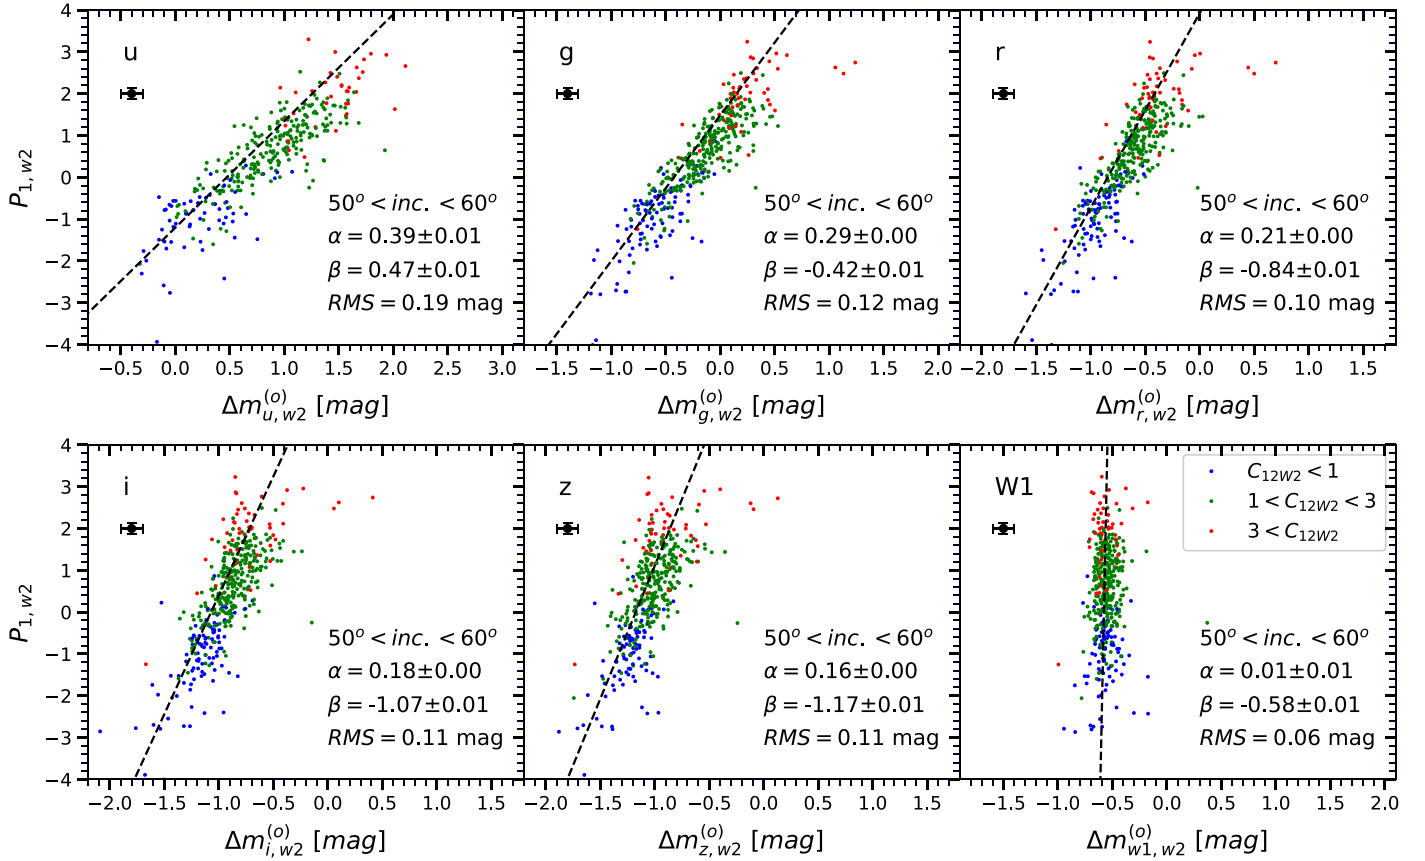 4
3
2
1
0
−1
−2
−3
−4
P1, w2
u
50° < inc. < 60°
α = 0.39±0.01
β = 0.47±0.01
RMS = 0.19 mag
−0.5 0.0 0.5 1.0 1.5 2.0 2.5 3.0
Δm(o)u, w2 [mag]
g
50° < inc. < 60°
α = 0.29±0.00
β = -0.42±0.01
RMS = 0.12 mag
−1.5 −1.0 −0.5 0.0 0.5 1.0 1.5 2.0
Δm(o)g, w2 [mag]
r
50° < inc. < 60°
α = 0.21±0.00
β = -0.84±0.01
RMS = 0.10 mag
−2.0 −1.5 −1.0 −0.5 0.0 0.5 1.0 1.5
Δm(o)r, w2 [mag]
4
3
2
1
0
−1
−2
−3
−4
P1, w2
i
50° < inc. < 60°
α = 0.18±0.00
β = -1.07±0.01
RMS = 0.11 mag
−2.0 −1.5 −1.0 −0.5 0.0 0.5 1.0 1.5
Δm(o)i, w2 [mag]
z
50° < inc. < 60°
α = 0.16±0.00
β = -1.17±0.01
RMS = 0.11 mag
−2.0 −1.5 −1.0 −0.5 0.0 0.5 1.0 1.5
Δm(o)z, w2 [mag]
W1
C12W2 < 1
1 < C12W2 < 3
3 < C12W2
50° < inc. < 60°
α = 0.01±0.01
β = -0.58±0.01
RMS = 0.06 mag
−1.5 −1.0 −0.5 0.0 0.5 1.0 1.5 2.0
Δm(o)w1, w2 [mag]